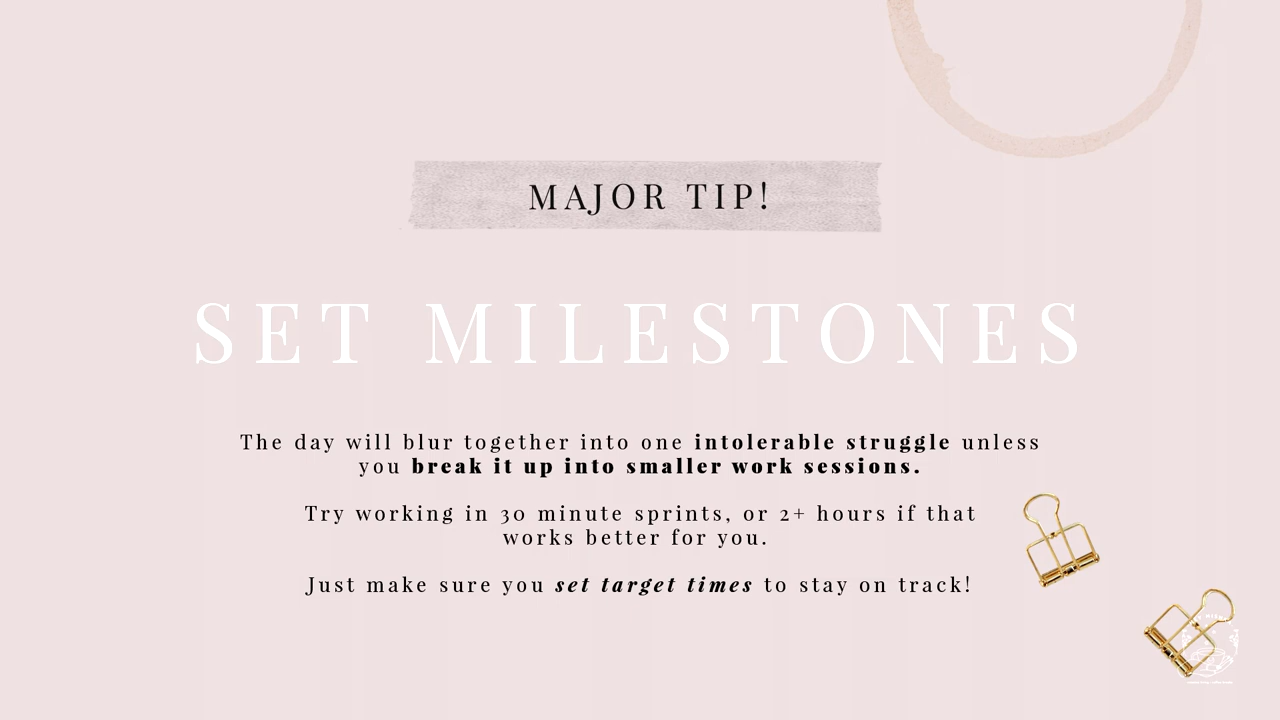 MAJOR TIP!
SET MILESTONES
The day will blur together into one intolerable struggle unless
you break it up into smaller work sessions.
Try working in 30 minute sprints, or 2+ hours if that
works better for you.
Just make sure you set target times to stay on track!